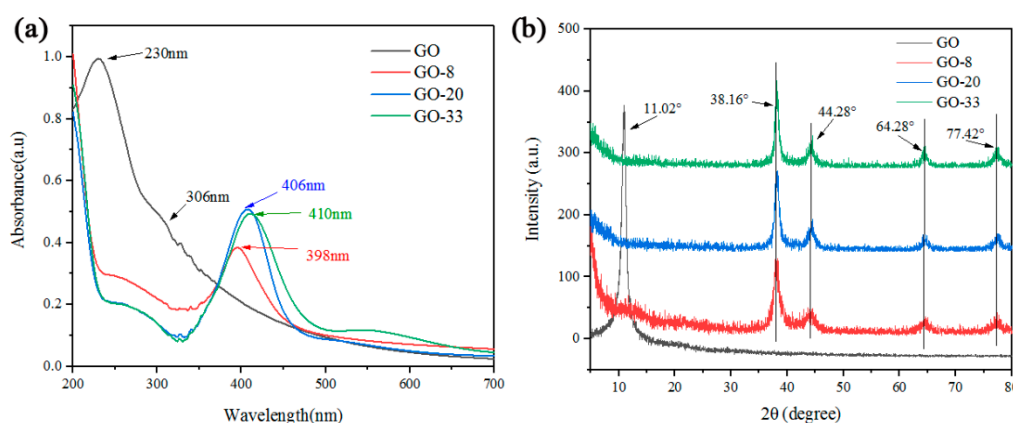 (a)
230nm
306nm
406nm
410nm
398nm
GO
GO-8
GO-20
GO-33
Absorbance(a.u
1.0
0.8
0.6
0.4
0.2
0.0
200 300 400 500 600 700
Wavelength(nm)
(b)
GO
GO-8
GO-20
GO-33
11.02°
38.16°
44.28°
64.28°
77.42°
Intensity (a.u.)
500
400
300
200
150
100
50
0
10 20 30 40 50 60 70 80
2θ (degree)